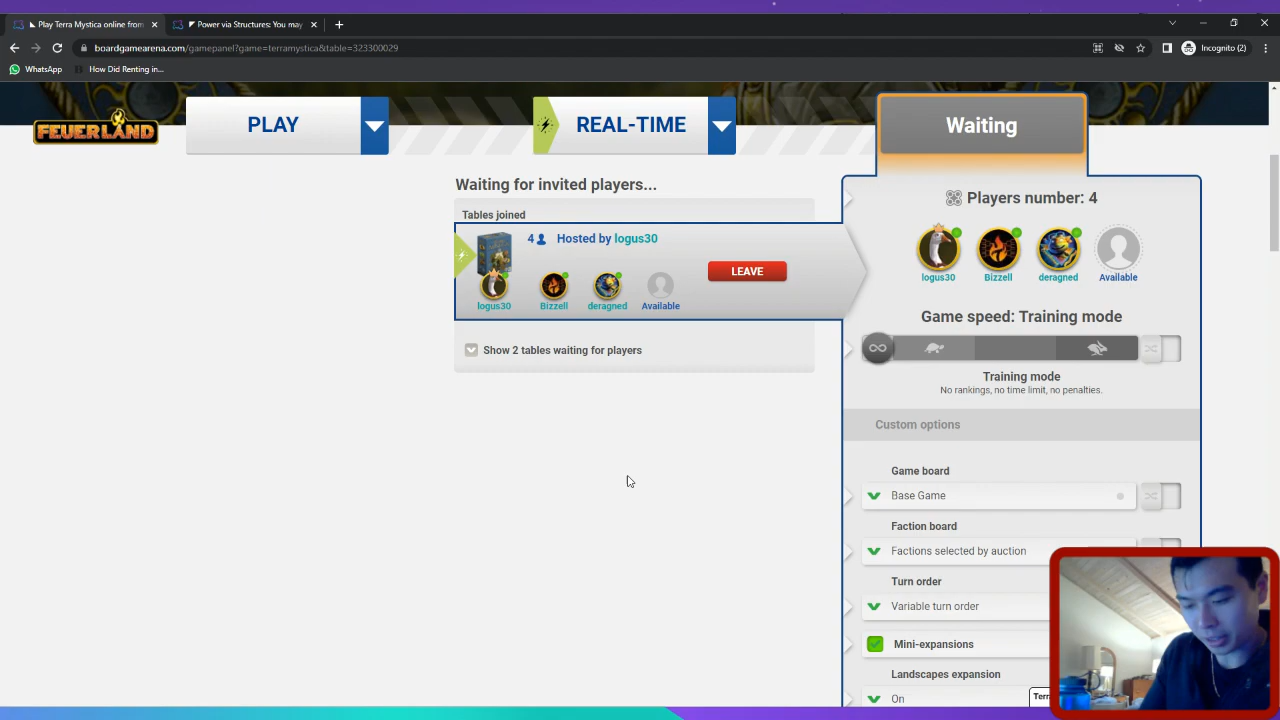 Play Terra Mystica online from
Power via Structures: You may
boardgamearena.com/gamepanel?game=terramystica&table=323300029
Incognito (2)
WhatsApp
How Did Renting in...
FEUERLAND
PLAY
REAL-TIME
Waiting
Waiting for invited players...
Tables joined
4 Hosted by logus30
LEAVE
logus30
Bizzell
deragned
Available
Show 2 tables waiting for players
Players number: 4
logus30
Bizzell
deragned
Available
Game speed: Training mode
Training mode
No rankings, no time limit, no penalties.
Custom options
Game board
Base Game
Faction board
Factions selected by auction
Turn order
Variable turn order
Mini-expansions
Landscapes expansion
On